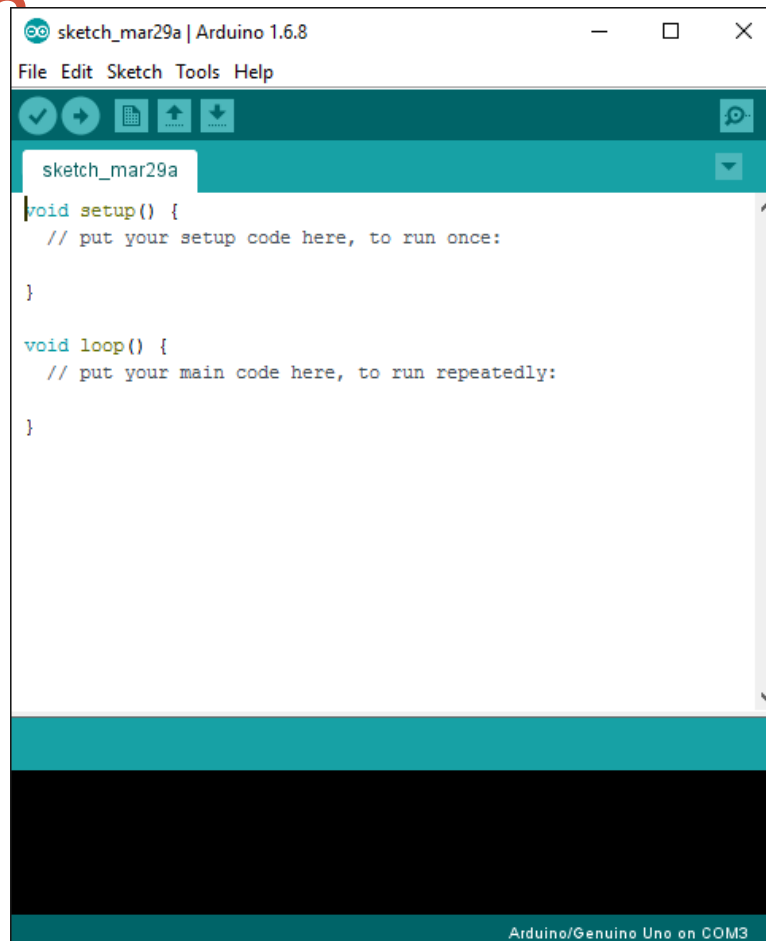 sketch_mar29a | Arduino 1.6.8
File Edit Sketch Tools Help
sketch_mar29a
void setup() {
  // put your setup code here, to run once:
}
void loop() {
  // put your main code here, to run repeatedly:
}
Arduino/Genuino Uno on COM3